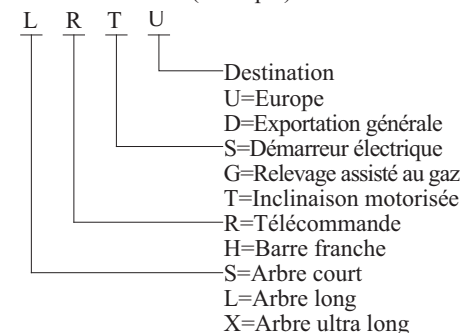 L R T U
Destination
U=Europe
D=Exportation générale
S=Démarreur électrique
G=Relevage assisté au gaz
T=Inclinaison motorisée
R=Télécommande
H=Barre franche
S=Arbre court
L=Arbre long
X=Arbre ultra long